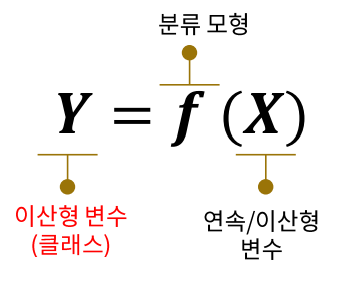 분류 모형
Y = f (X)
이산형 변수
(클래스)
연속/이산형
변수